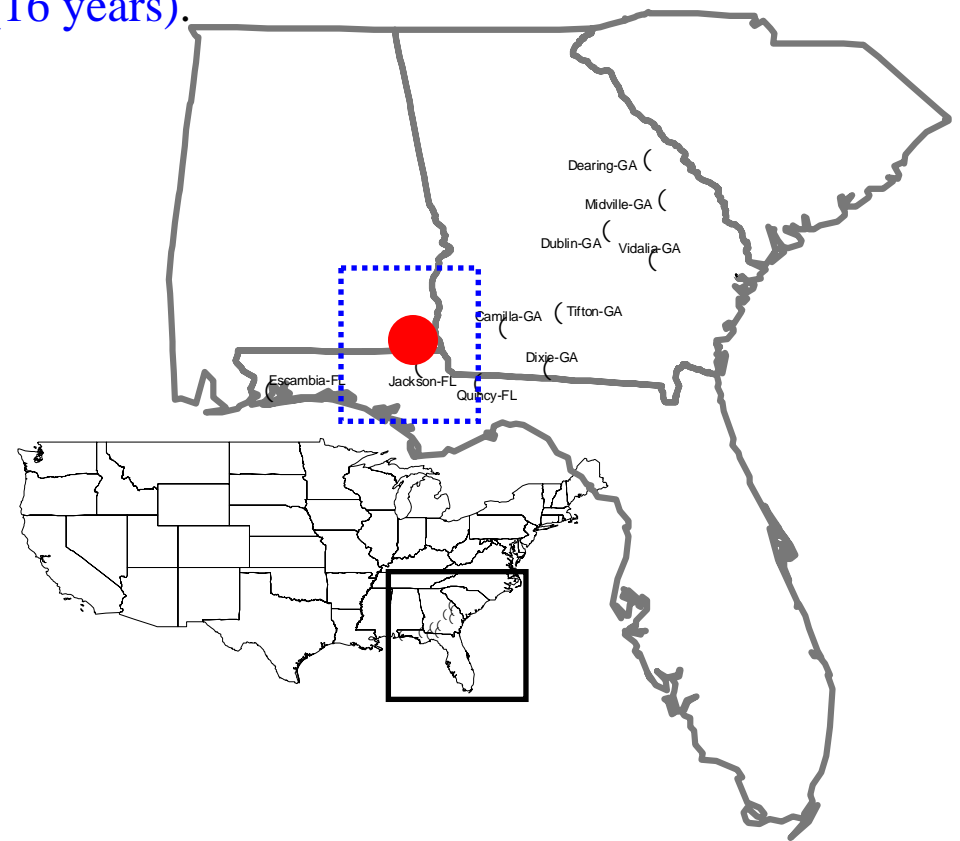 16 years).
Dearing-GA
Midville-GA
Dublin-GA
Vidalia-GA
Tifton-GA
Camilla-GA
Dixie-GA
Escambia-FL
Jackson-FL
Quincy-FL